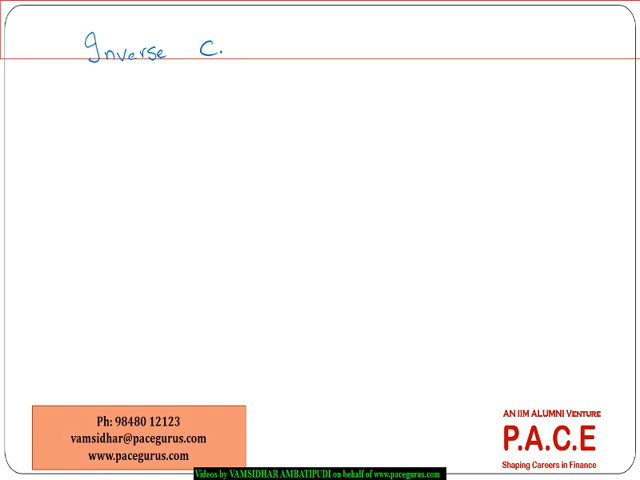 Inverse C.
Ph: 98480 12123
vamsidhar@pacegurus.com
www.pacegurus.com
AN IIM ALUMNI VENTURE
P.A.C.E
Shaping Careers in Finance
Videos by VAMSIDHAR AMBATIPUDI on behalf of www.pacegurus.com